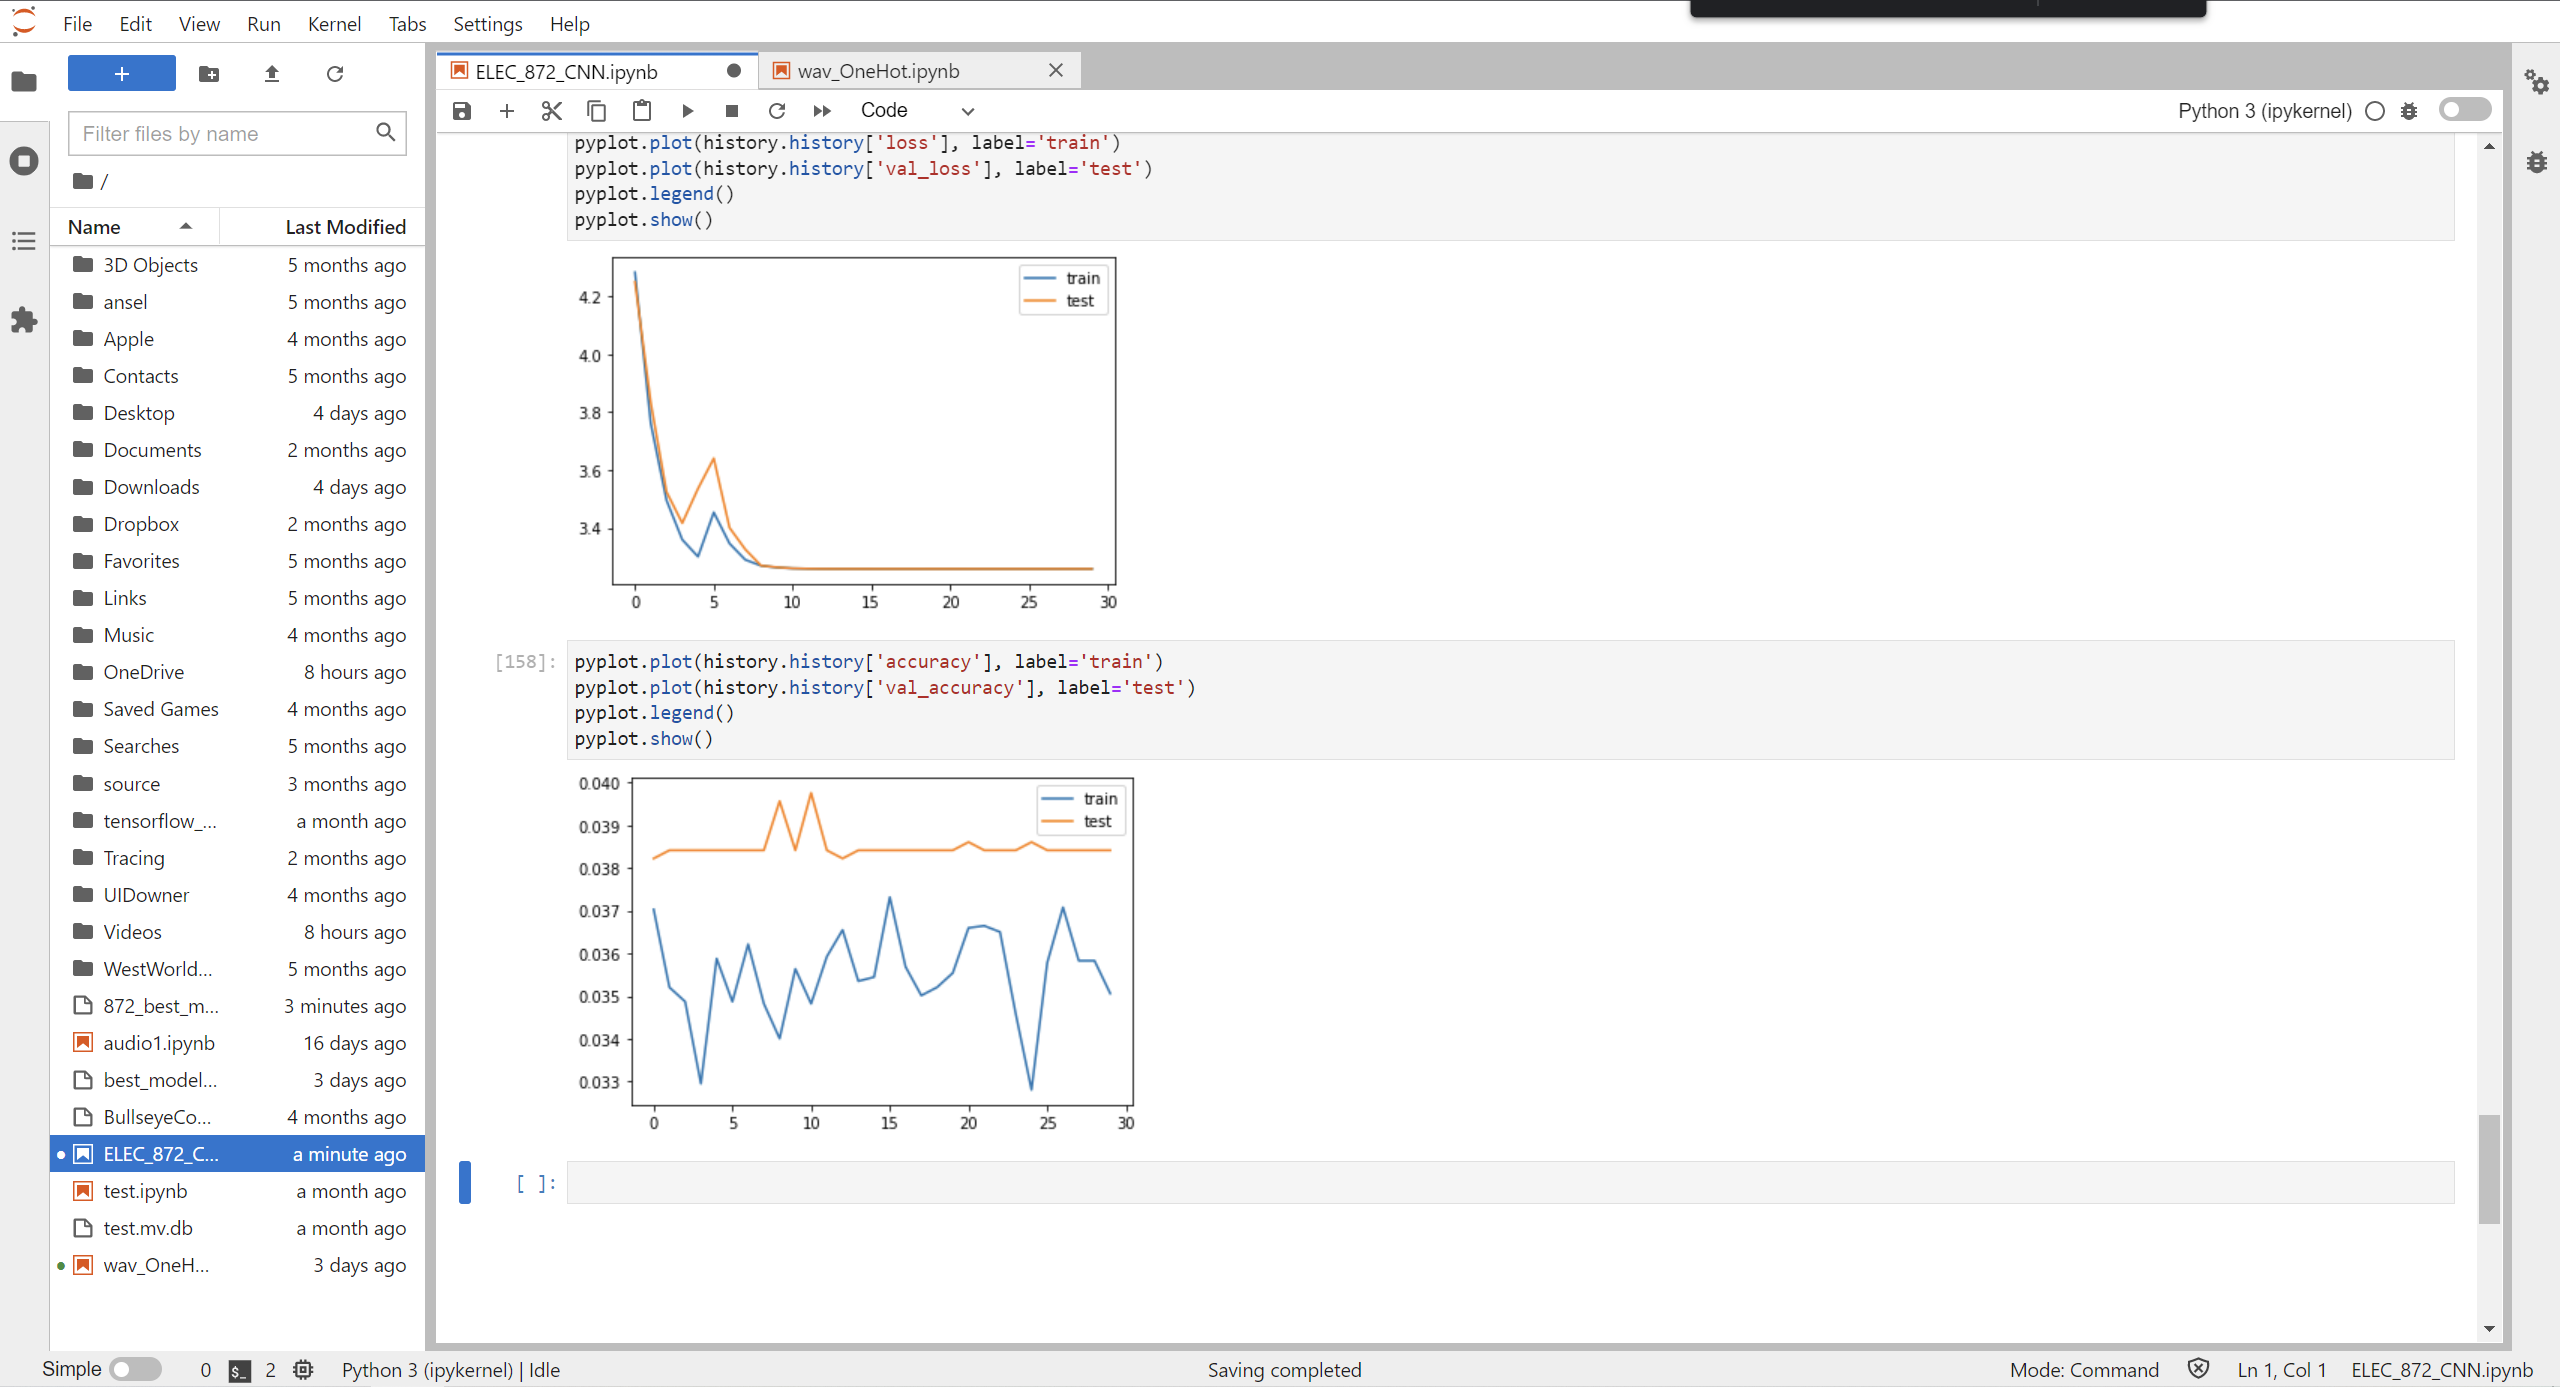 File Edit View Run Kernel Tabs Settings Help
Filter files by name
/
Name Last Modified
3D Objects 5 months ago
ansel 5 months ago
Apple 4 months ago
Contacts 5 months ago
Desktop 4 days ago
Documents 2 months ago
Downloads 4 days ago
Dropbox 2 months ago
Favorites 5 months ago
Links 5 months ago
Music 4 months ago
OneDrive 8 hours ago
Saved Games 4 months ago
Searches 5 months ago
source 3 months ago
tensorflow_... a month ago
Tracing 2 months ago
UIDowner 4 months ago
Videos 8 hours ago
WestWorld... 5 months ago
872_best_m... 3 minutes ago
audio1.ipynb 16 days ago
best_model... 3 days ago
BullseyeCo... 4 months ago
ELEC_872_C... a minute ago
test.ipynb a month ago
test.mv.db a month ago
wav_OneH... 3 days ago
ELEC_872_CNN.ipynb wav_OneHot.ipynb
Code Python 3 (ipykernel)
pyplot.plot(history.history['loss'], label='train')
pyplot.plot(history.history['val_loss'], label='test')
pyplot.legend()
pyplot.show()
train
test
4.2
4.0
3.8
3.6
3.4
0 5 10 15 20 25 30
[158]:
pyplot.plot(history.history['accuracy'], label='train')
pyplot.plot(history.history['val_accuracy'], label='test')
pyplot.legend()
pyplot.show()
train
test
0.040
0.039
0.038
0.037
0.036
0.035
0.034
0.033
0 5 10 15 20 25 30
[ ]:
Simple 0 $_ 2 Python 3 (ipykernel) | Idle Saving completed Mode: Command Ln 1, Col 1 ELEC_872_CNN.ipynb